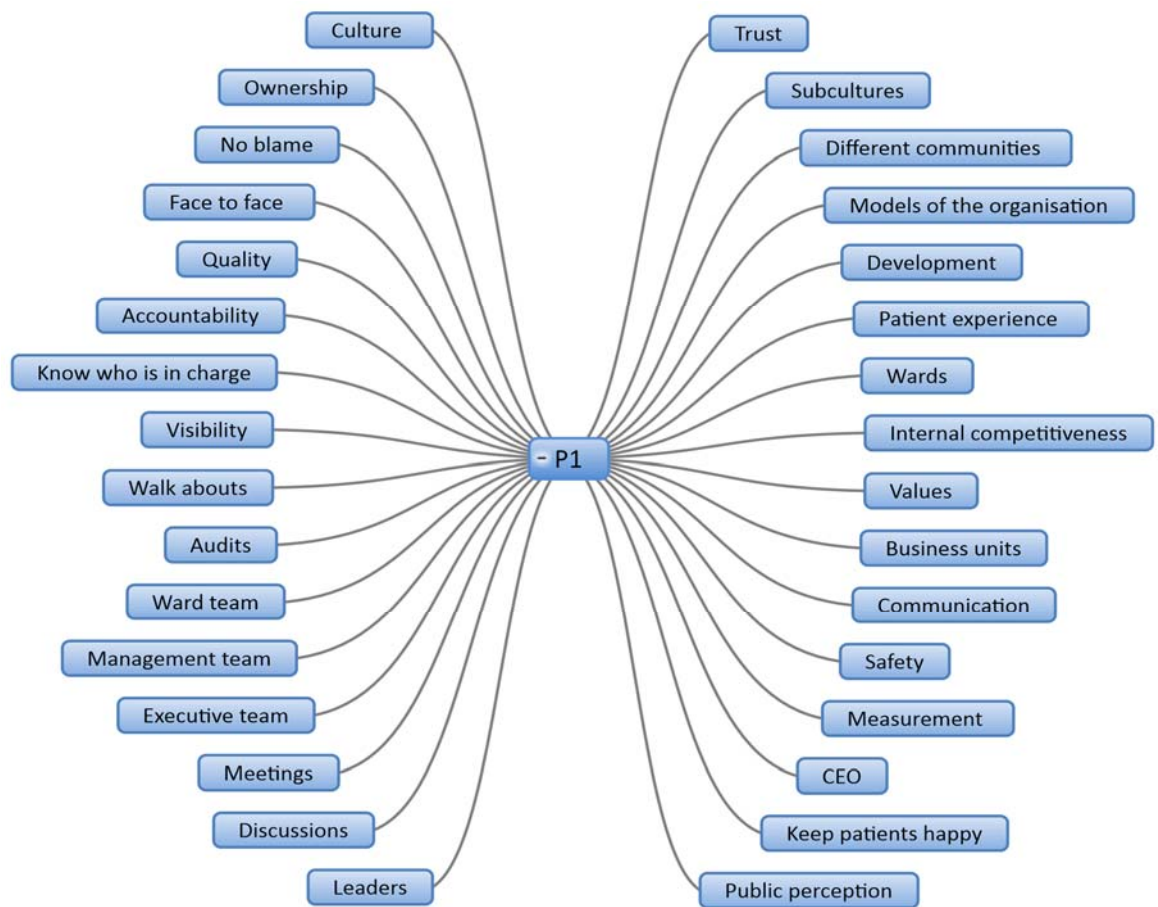 Culture
Ownership
No blame
Face to face
Quality
Accountability
Know who is in charge
Visibility
Walk abouts
Audits
Ward team
Management team
Executive team
Meetings
Discussions
Leaders
P1
Trust
Subcultures
Different communities
Models of the organisation
Development
Patient experience
Wards
Internal competitiveness
Values
Business units
Communication
Safety
Measurement
CEO
Keep patients happy
Public perception